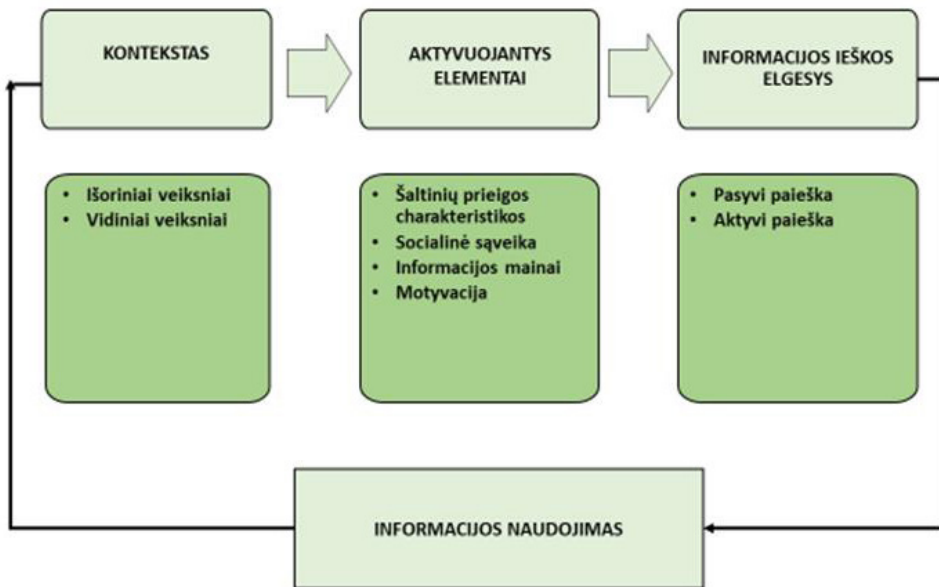 KONTEKSTAS
AKTYVUOJANTYS
ELEMENTAI
INFORMACIJOS IEŠKOS
ELGESYS
• Išoriniai veiksniai
• Vidiniai veiksniai
• Šaltinių prieigos
charakteristikos
• Socialinė sąveika
• Informacijos mainai
• Motyvacija
• Pasyvi paieška
• Aktyvi paieška
INFORMACIJOS NAUDOJIMAS